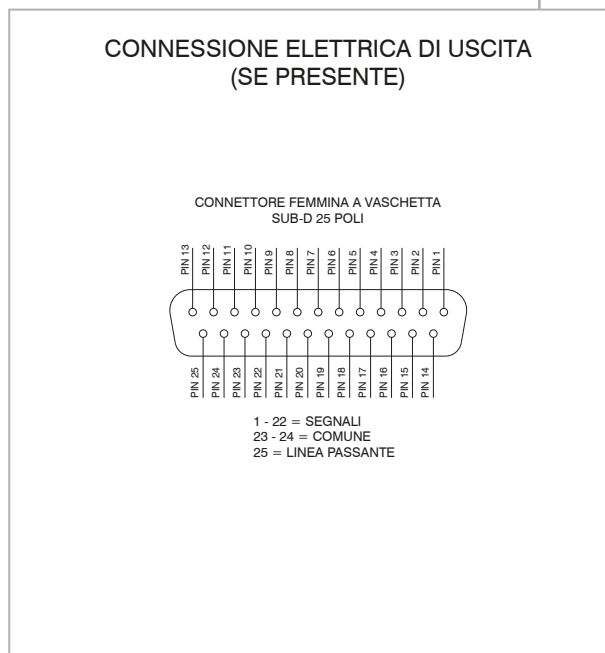 CONNESSIONE ELETTRICA DI USCITA
(SE PRESENTE)
CONNETTORE FEMMINA A VASCHETTA
SUB-D 25 POLI
PIN 13
PIN 12
PIN 11
PIN 10
PIN 9
PIN 8
PIN 7
PIN 6
PIN 5
PIN 4
PIN 3
PIN 2
PIN 1
PIN 25
PIN 24
PIN 23
PIN 22
PIN 21
PIN 20
PIN 19
PIN 18
PIN 17
PIN 16
PIN 15
PIN 14
1 - 22 = SEGNALI
23 - 24 = COMUNE
25 = LINEA PASSANTE